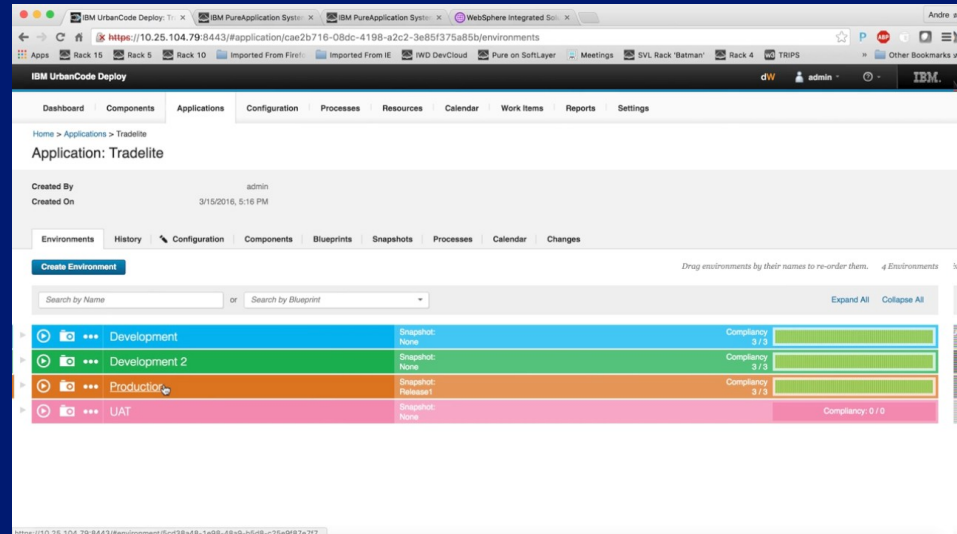 IBM UrbanCode Deploy: Tr
IBM PureApplication System
IBM PureApplication System
WebSphere Integrated Sol
Andre
https://10.25.104.79:8443/#application/cae2b716-08dc-4198-a2c2-3e85f375a85b/environments
Apps Rack 15 Rack 5 Rack 10 Imported From Firefo Imported From IE IWD DevCloud Pure on SoftLayer Meetings SVL Rack 'Batman' Rack 4 TRIPS » Other Bookmarks
IBM UrbanCode Deploy dW admin IBM.
Dashboard Components Applications Configuration Processes Resources Calendar Work Items Reports Settings
Home > Applications > Tradelite
Application: Tradelite
Created By admin
Created On 3/15/2016, 5:16 PM
Environments History Configuration Components Blueprints Snapshots Processes Calendar Changes
Create Environment Drag environments by their names to re-order them. 4 Environments
Search by Name or Search by Blueprint Expand All Collapse All
Development Snapshot: None Compliancy 3 / 3
Development 2 Snapshot: None Compliancy 3 / 3
Production Snapshot: Release1 Compliancy 3 / 3
UAT Snapshot: None Compliancy: 0 / 0